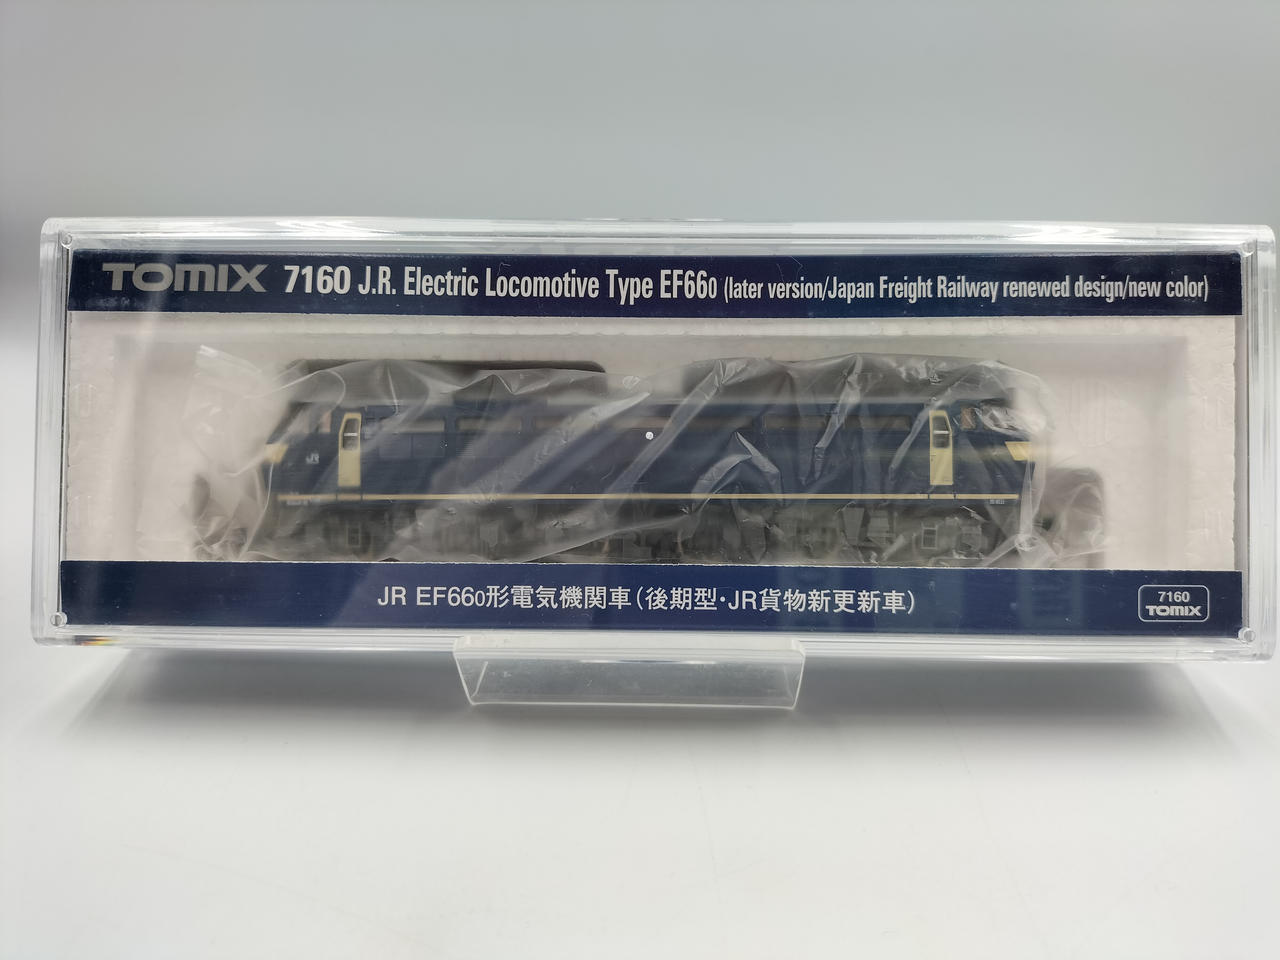 TOMIX 7160 J.R. Electric Locomotive Type EF660 (later version/Japan Freight Railway renewed design/new color)
JR
JR EF660形電気機関車(後期型・JR貨物新更新車)
7160
TOMIX